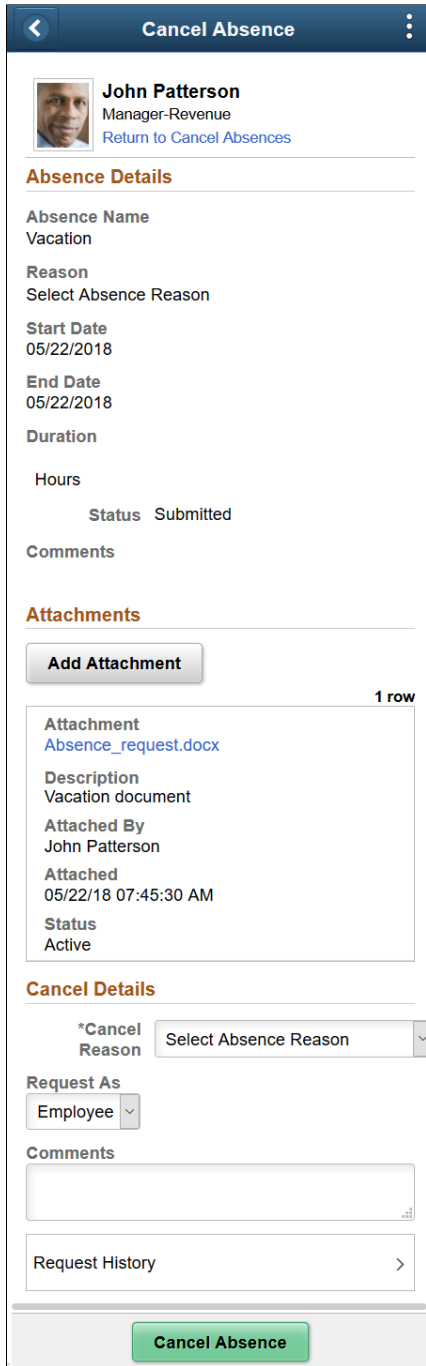 Cancel Absence
John Patterson
Manager-Revenue
Return to Cancel Absences
Absence Details
Absence Name
Vacation
Reason
Select Absence Reason
Start Date
05/22/2018
End Date
05/22/2018
Duration
Hours
Status Submitted
Comments
Attachments
Add Attachment
1 row
Attachment
Absence_request.docx
Description
Vacation document
Attached By
John Patterson
Attached
05/22/18 07:45:30 AM
Status
Active
Cancel Details
*Cancel
Reason
Select Absence Reason
Request As
Employee
Comments
Request History
Cancel Absence